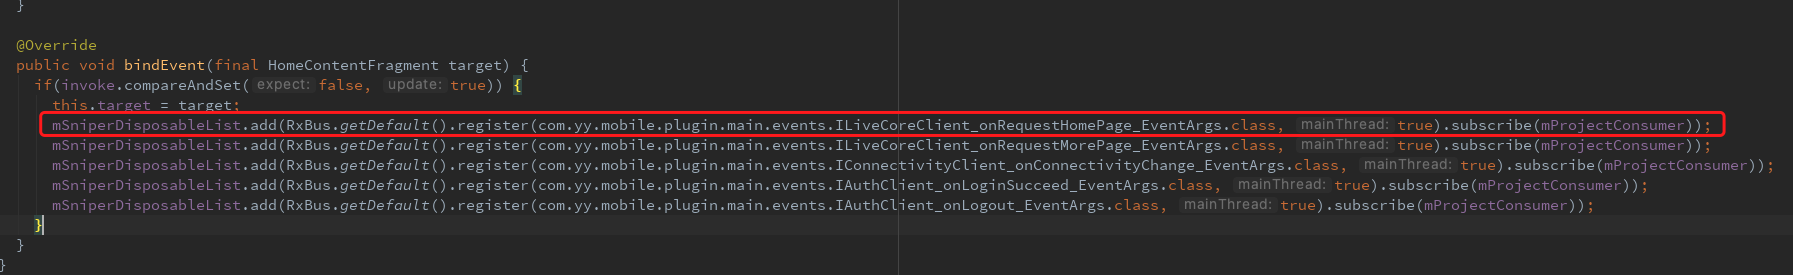 }
@Override
public void bindEvent(final HomeContentFragment target) {
if(invoke.compareAndSet( expect: false, update: true)) {
this.target = target;
mSniperDisposableList.add(RxBus.getDefault().register(com.yy.mobile.plugin.main.events.ILiveCoreClient_onRequestHomePage_EventArgs.class, mainThread: true).subscribe(mProjectConsumer));
mSniperDisposableList.add(RxBus.getDefault().register(com.yy.mobile.plugin.main.events.ILiveCoreClient_onRequestMorePage_EventArgs.class, mainThread: true).subscribe(mProjectConsumer));
mSniperDisposableList.add(RxBus.getDefault().register(com.yy.mobile.plugin.main.events.IConnectivityClient_onConnectivityChange_EventArgs.class, mainThread: true).subscribe(mProjectConsumer));
mSniperDisposableList.add(RxBus.getDefault().register(com.yy.mobile.plugin.main.events.IAuthClient_onLoginSucceed_EventArgs.class, mainThread: true).subscribe(mProjectConsumer));
mSniperDisposableList.add(RxBus.getDefault().register(com.yy.mobile.plugin.main.events.IAuthClient_onLogout_EventArgs.class, mainThread: true).subscribe(mProjectConsumer));
}
}
}